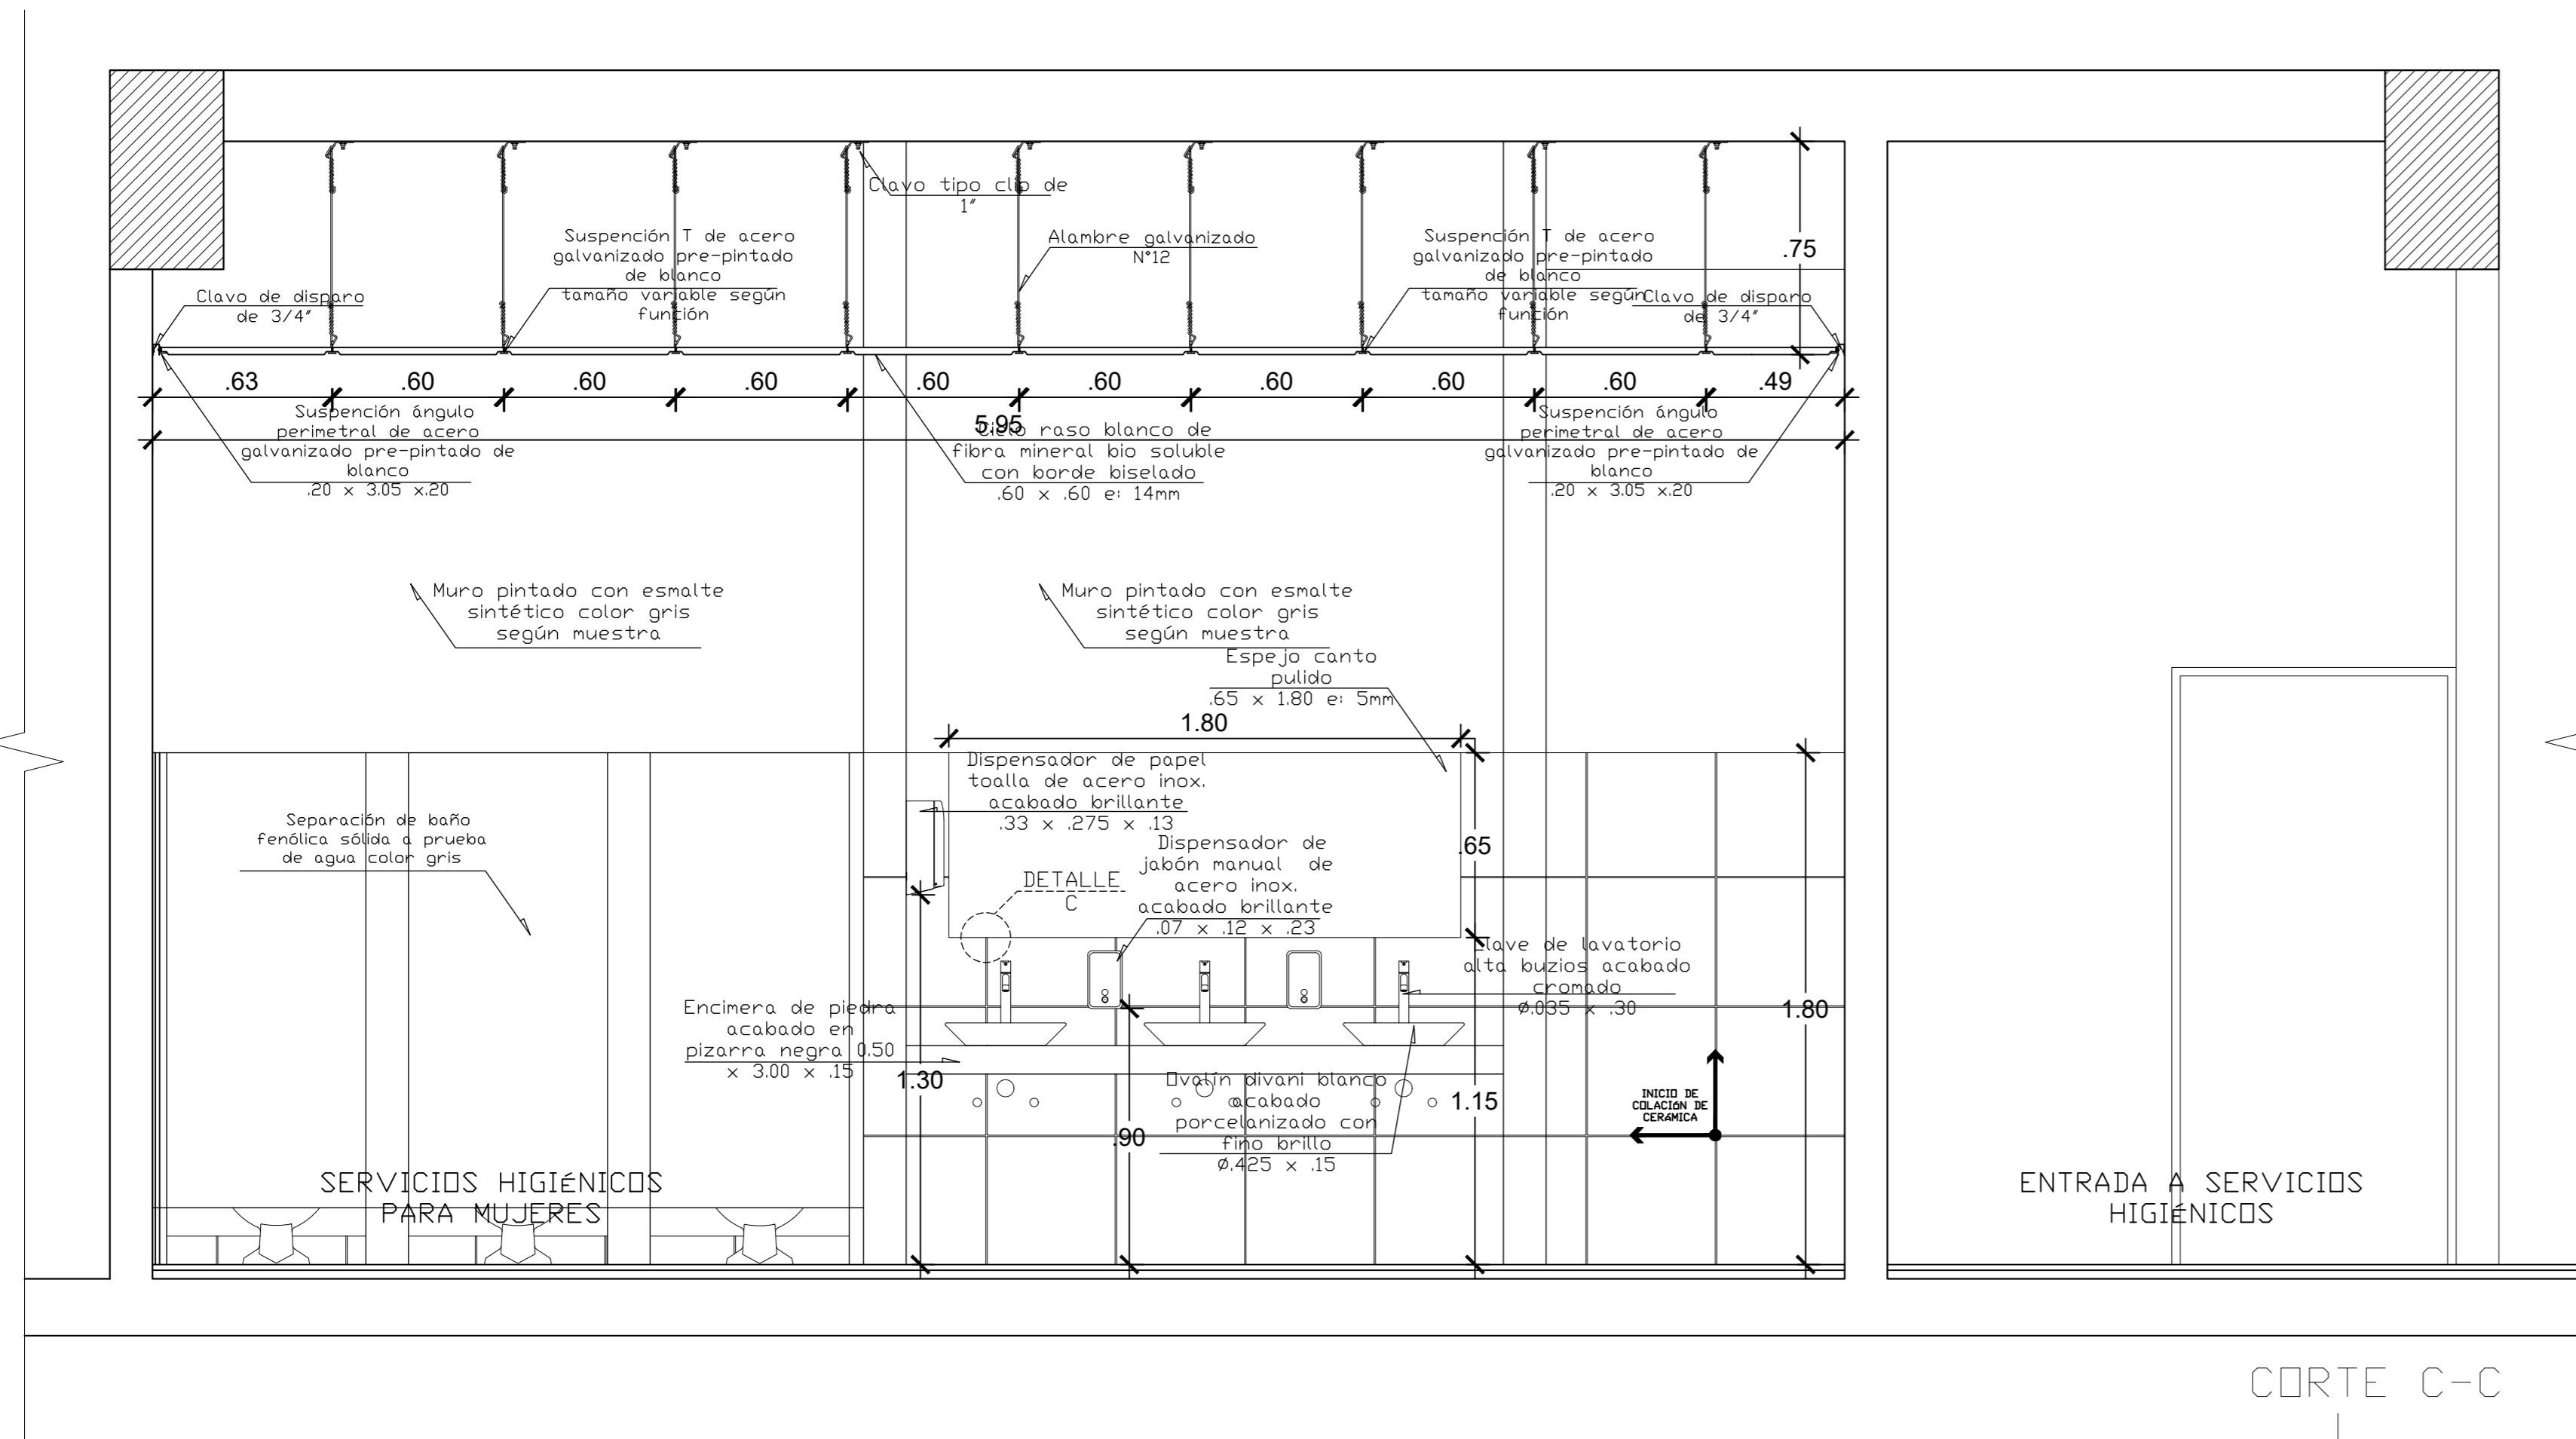 Clavo tipo clip de
1"
Suspención T de acero
galvanizado pre-pintado
de blanco
tamaño variable según
función
Alambre galvanizado
N°12
Suspención T de acero
galvanizado pre-pintado
de blanco
tamaño variable según
función
.75
Clavo de disparo
de 3/4"
Clavo de disparo
de 3/4"
.63
.60
.60
.60
.60
.60
.60
.60
.60
.49
5.95
Suspención ángulo
perimetral de acero
galvanizado pre-pintado de
blanco
.20 x 3.05 x.20
Cielo raso blanco de
fibra mineral bio soluble
con borde biselado
.60 x .60 e: 14mm
Suspención ángulo
perimetral de acero
galvanizado pre-pintado de
blanco
.20 x 3.05 x.20
Muro pintado con esmalte
sintético color gris
según muestra
Muro pintado con esmalte
sintético color gris
según muestra
Espejo canto
pulido
.65 x 1.80 e: 5mm
1.80
Dispensador de papel
toalla de acero inox.
acabado brillante
.33 x .275 x .13
Separación de baño
fenólica sólida a prueba
de agua color gris
.65
Dispensador de
jabón manual de
acero inox.
acabado brillante
.07 x .12 x .23
DETALLE
C
Llave de lavatorio
alta buzios acabado
cromado
Ø.035 x .30
Encimera de piedra
acabado en
pizarra negra 0.50
x 3.00 x .15
1.80
1.30
Ovalín divani blanco
acabado
porcelanizado con
fino brillo
Ø.425 x .15
1.15
.90
INICIO DE
COLACIÓN DE
CERÁMICA
SERVICIOS HIGIÉNICOS
PARA MUJERES
ENTRADA A SERVICIOS
HIGIÉNICOS
CORTE C-C